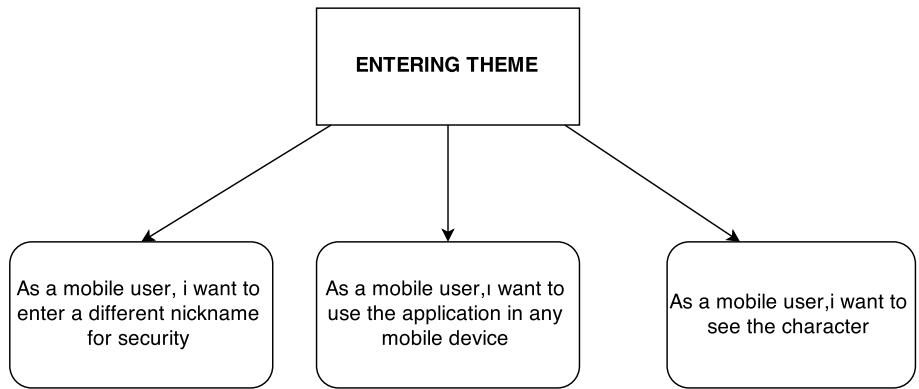 ENTERING THEME
As a mobile user, i want to
enter a different nickname
for security
As a mobile user,ı want to
use the application in any
mobile device
As a mobile user,i want to
see the character